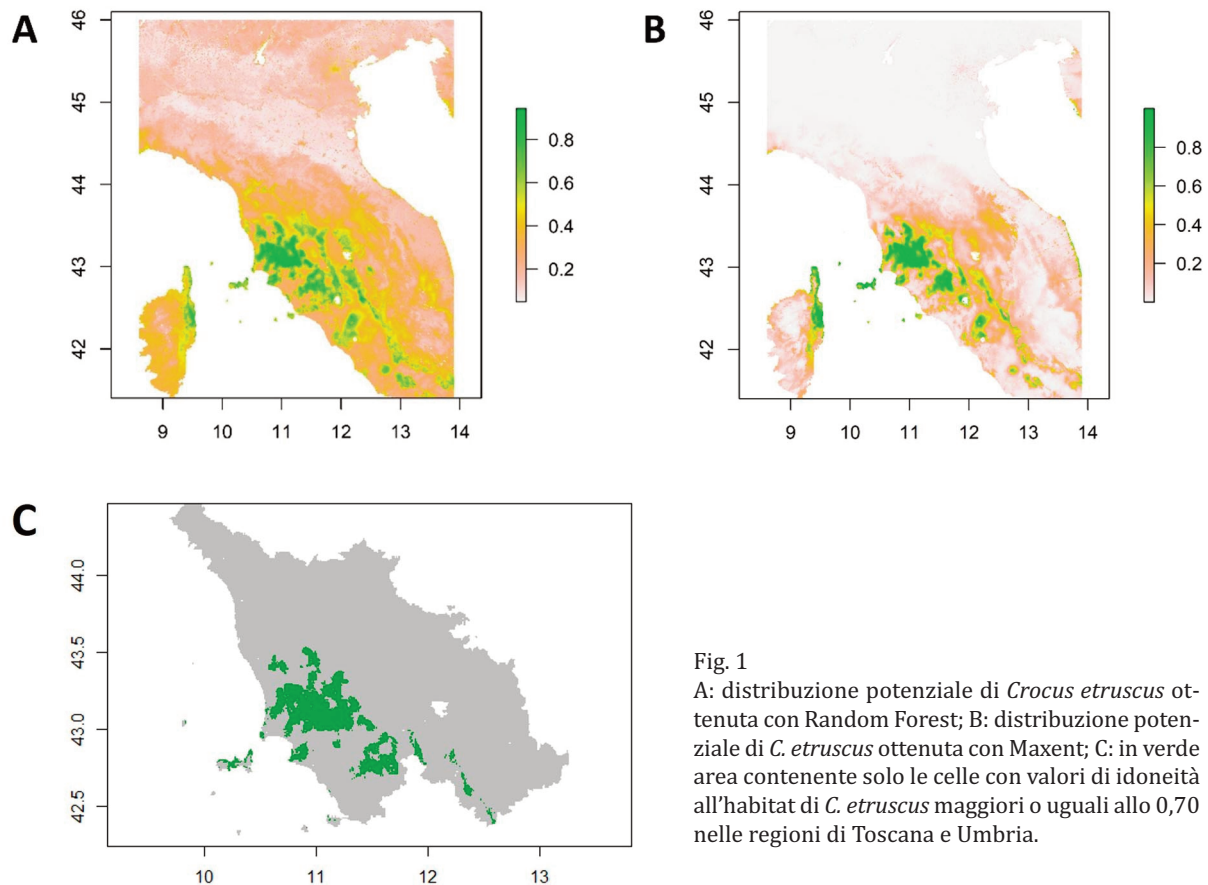 A
46
45
44
43
42
9 10 11 12 13 14
0.8
0.6
0.4
0.2
B
46
45
44
43
42
9 10 11 12 13 14
0.8
0.6
0.4
0.2
C
44.0
43.5
43.0
42.5
10 11 12 13
Fig. 1
A: distribuzione potenziale di Crocus etruscus ot-
tenuta con Random Forest; B: distribuzione poten-
ziale di C. etruscus ottenuta con Maxent; C: in verde
area contenente solo le celle con valori di idoneità
all'habitat di C. etruscus maggiori o uguali allo 0,70
nelle regioni di Toscana e Umbria.